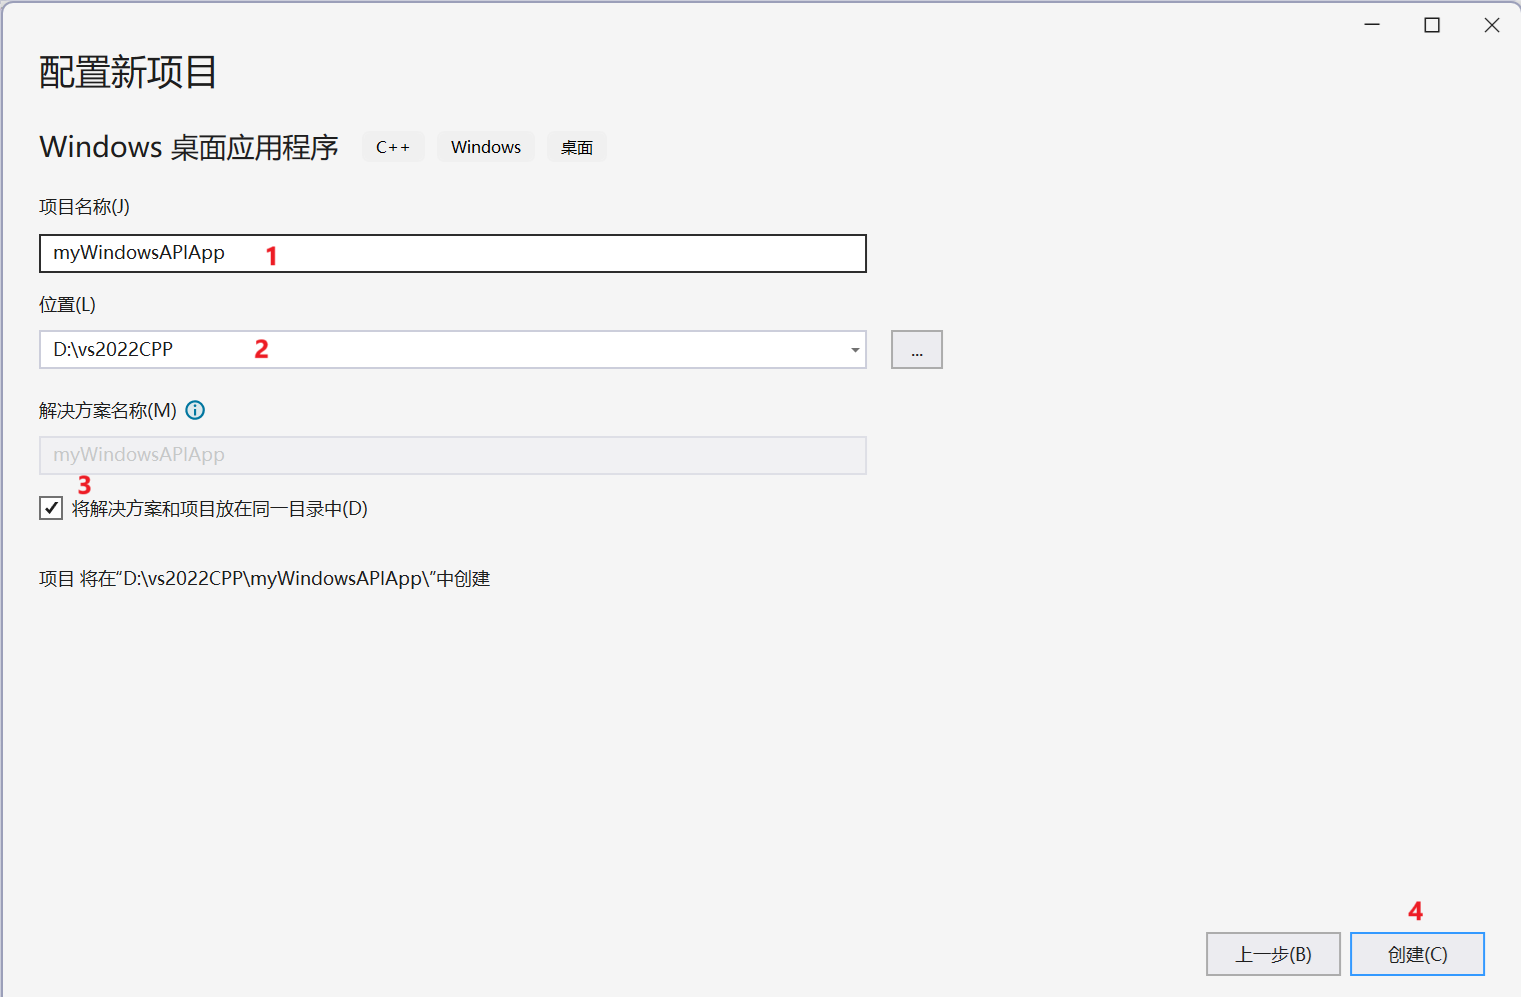 配置新项目
Windows 桌面应用程序 C++ Windows 桌面
项目名称(J)
myWindowsAPIApp 1
位置(L)
D:\vs2022CPP 2 ...
解决方案名称(M)
myWindowsAPIApp
3
将解决方案和项目放在同一目录中(D)
项目 将在“D:\vs2022CPP\myWindowsAPIApp\”中创建
4
上一步(B) 创建(C)